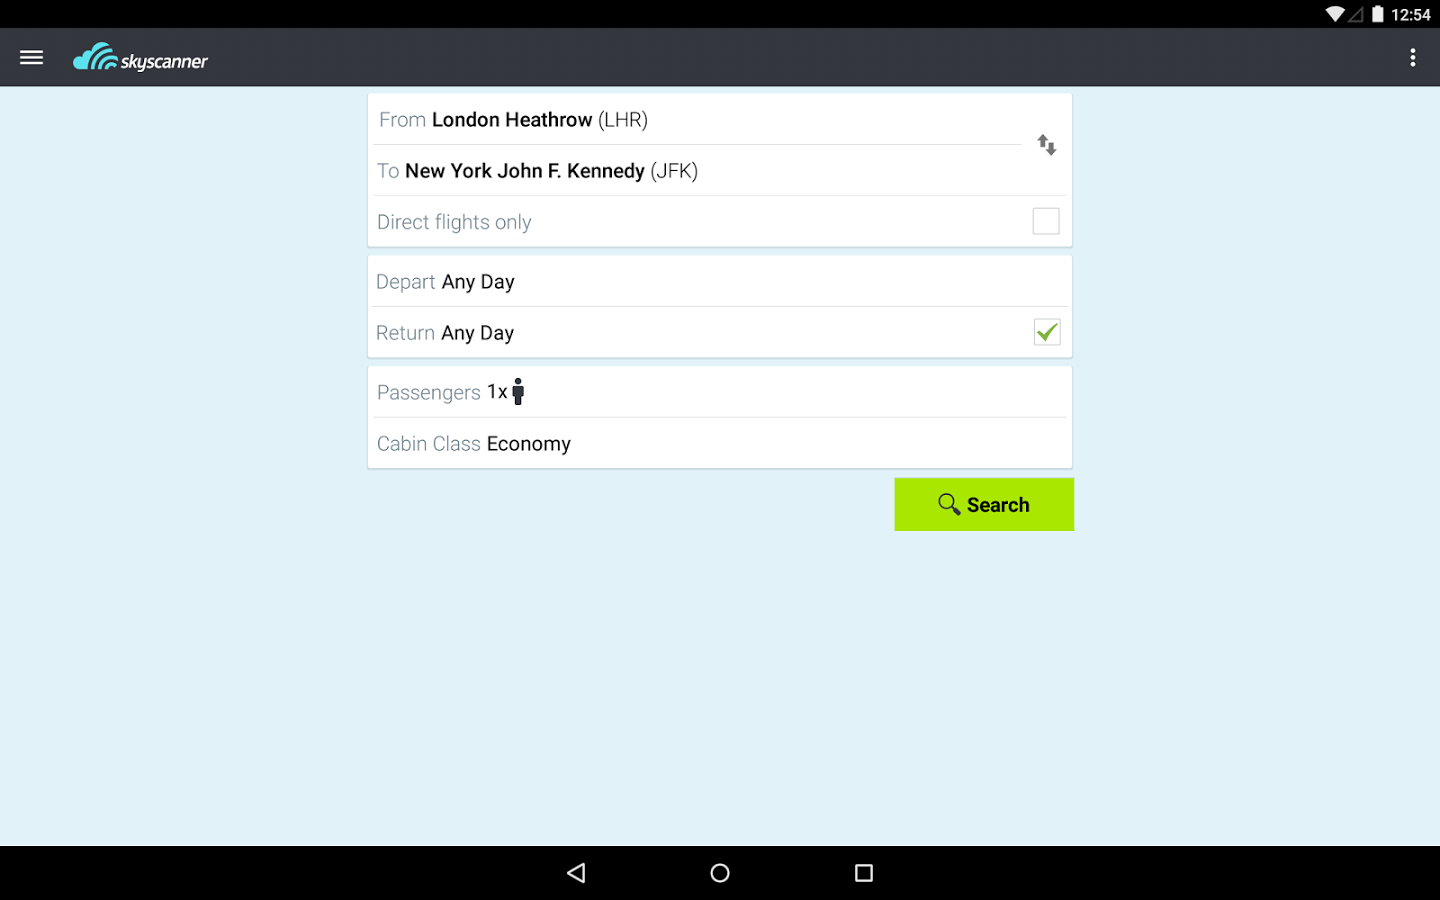 12:54
skyscanner
From London Heathrow (LHR)
To New York John F. Kennedy (JFK)
Direct flights only
Depart Any Day
Return Any Day
Passengers 1x
Cabin Class Economy
Search